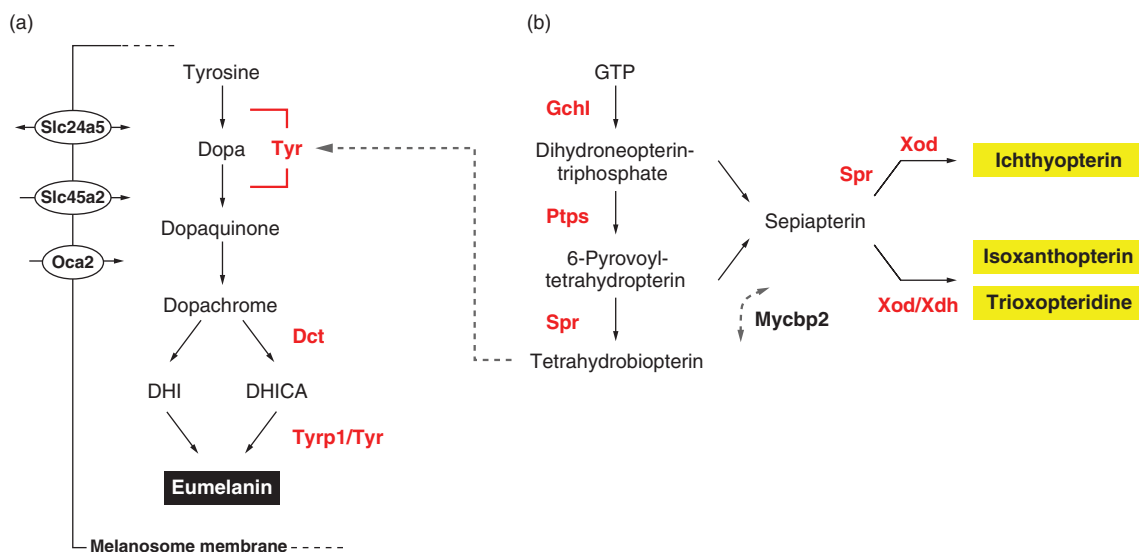 (a)
Tyrosine
Slc24a5
Dopa
Tyr
Slc45a2
Dopaquinone
Oca2
Dopachrome
Dct
DHI
DHICA
Tyrp1/Tyr
Eumelanin
Melanosome membrane
(b)
GTP
Gchl
Dihydroneopterin-
triphosphate
Ptps
6-Pyrovoyl-
tetrahydropterin
Spr
Tetrahydrobiopterin
Mycbp2
Sepiapterin
Spr
Xod
Ichthyopterin
Isoxanthopterin
Xod/Xdh
Trioxopteridine